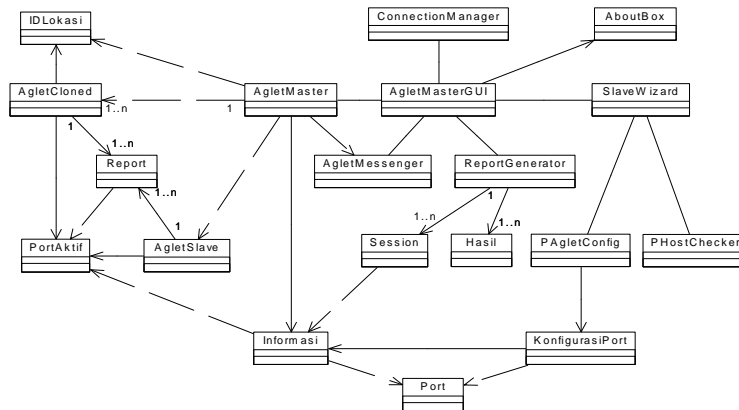 ConnectionManager
AboutBox
IDLokasi
AgletCloned
AgletMaster
AgletMasterGUI
SlaveWizard
1..n
1
1
1..n
Report
AgletMessenger
ReportGenerator
1..n
1
1
1..n
1..n
PortAktif
AgletSlave
Session
Hasil
PAgletConfig
PHostChecker
Informasi
KonfigurasiPort
Port